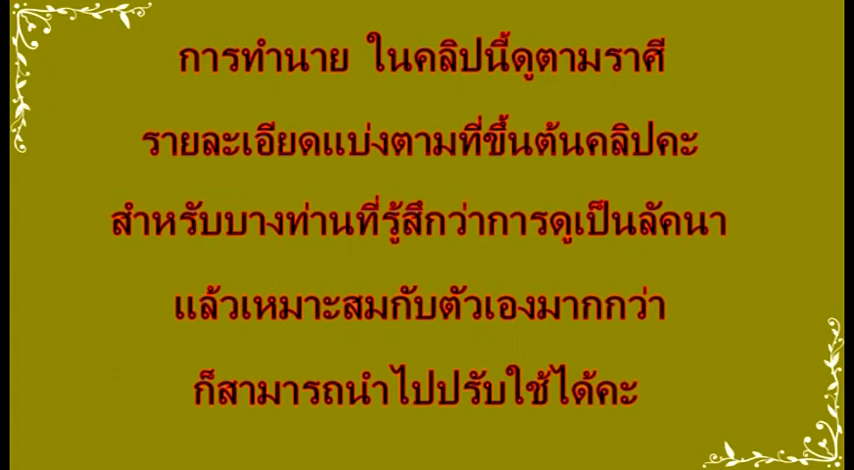 การทำนาย ในคลิปนี้ดูตามราศี
รายละเอียดแบ่งตามที่ขึ้นต้นคลิปคะ
สำหรับบางท่านที่รู้สึกว่าการดูเป็นลัคนา
แล้วเหมาะสมกับตัวเองมากกว่า
ก็สามารถนำไปปรับใช้ได้คะ